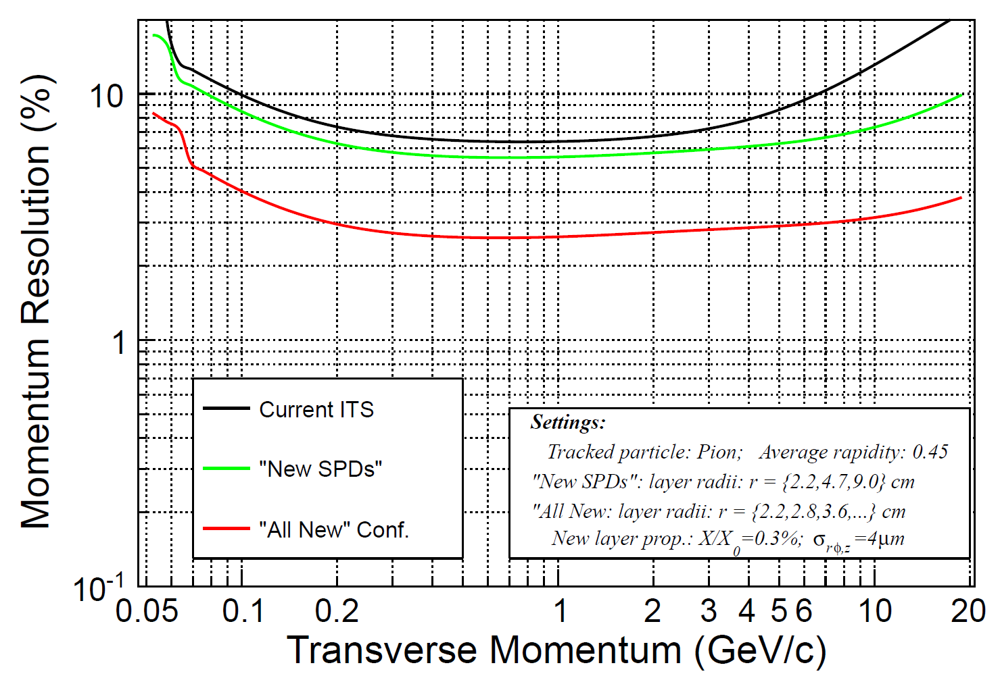 Momentum Resolution (%)
10
1
10-1
Current ITS
"New SPDs"
"All New" Conf.
Settings:
Tracked particle: Pion; Average rapidity: 0.45
"New SPDs": layer radii: r = {2.2,4.7,9.0} cm
"All New: layer radii: r = {2.2,2.8,3.6,...} cm
New layer prop.: X/X0=0.3%; σrϕ,z=4μm
0.05 0.1 0.2 1 2 3 4 5 6 10 20
Transverse Momentum (GeV/c)